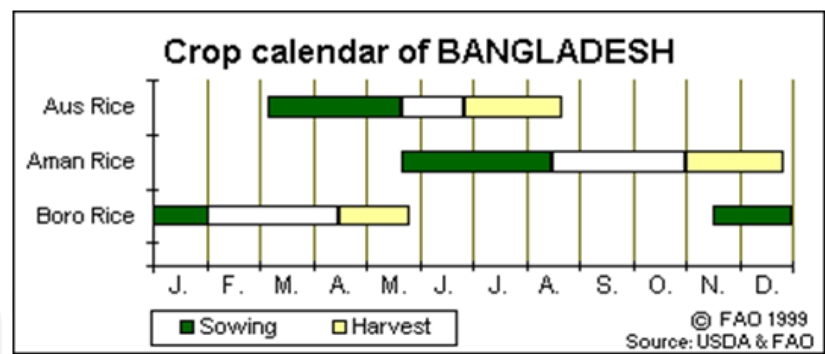 Crop calendar of BANGLADESH
Aus Rice
Aman Rice
Boro Rice
J. F. M. A. M. J. J. A. S. O. N. D.
Sowing Harvest
© FAO 1999
Source: USDA & FAO